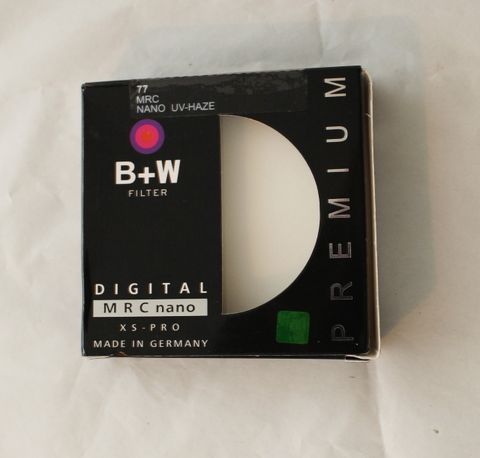 77
MRC
NANO UV-HAZE
B+W
FILTER
DIGITAL
MRC nano
XS-PRO
MADE IN GERMANY
PREMIUM